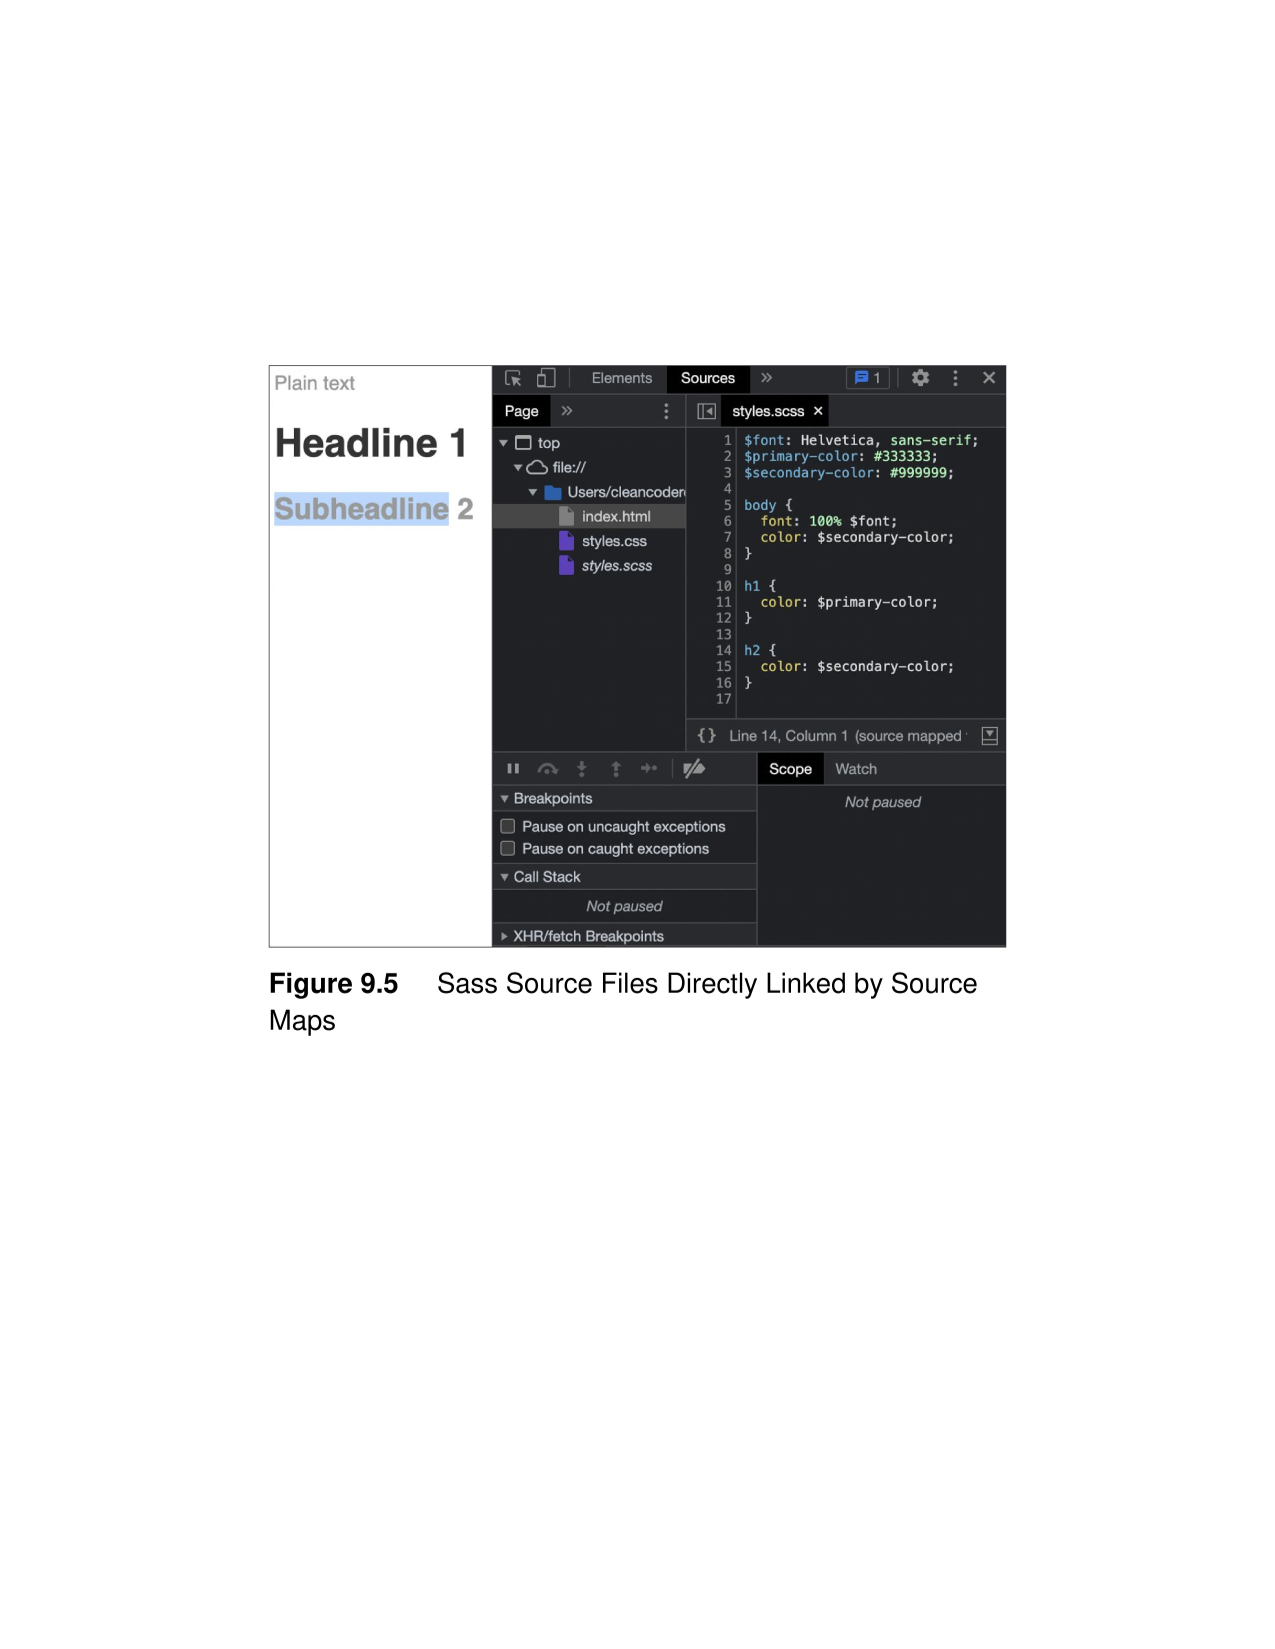 Plain text
Headline 1
Subheadline 2
Elements Sources » 1
Page »
top
file://
Users/cleancoder
index.html
styles.css
styles.scss
styles.scss ×
1 $font: Helvetica, sans-serif;
2 $primary-color: #333333;
3 $secondary-color: #999999;
4
5 body {
6 font: 100% $font;
7 color: $secondary-color;
8 }
9
10 h1 {
11 color: $primary-color;
12 }
13
14 h2 {
15 color: $secondary-color;
16 }
17
{} Line 14, Column 1 (source mapped
Breakpoints
Pause on uncaught exceptions
Pause on caught exceptions
Call Stack
Not paused
XHR/fetch Breakpoints
Scope Watch
Not paused
Figure 9.5 Sass Source Files Directly Linked by Source
Maps